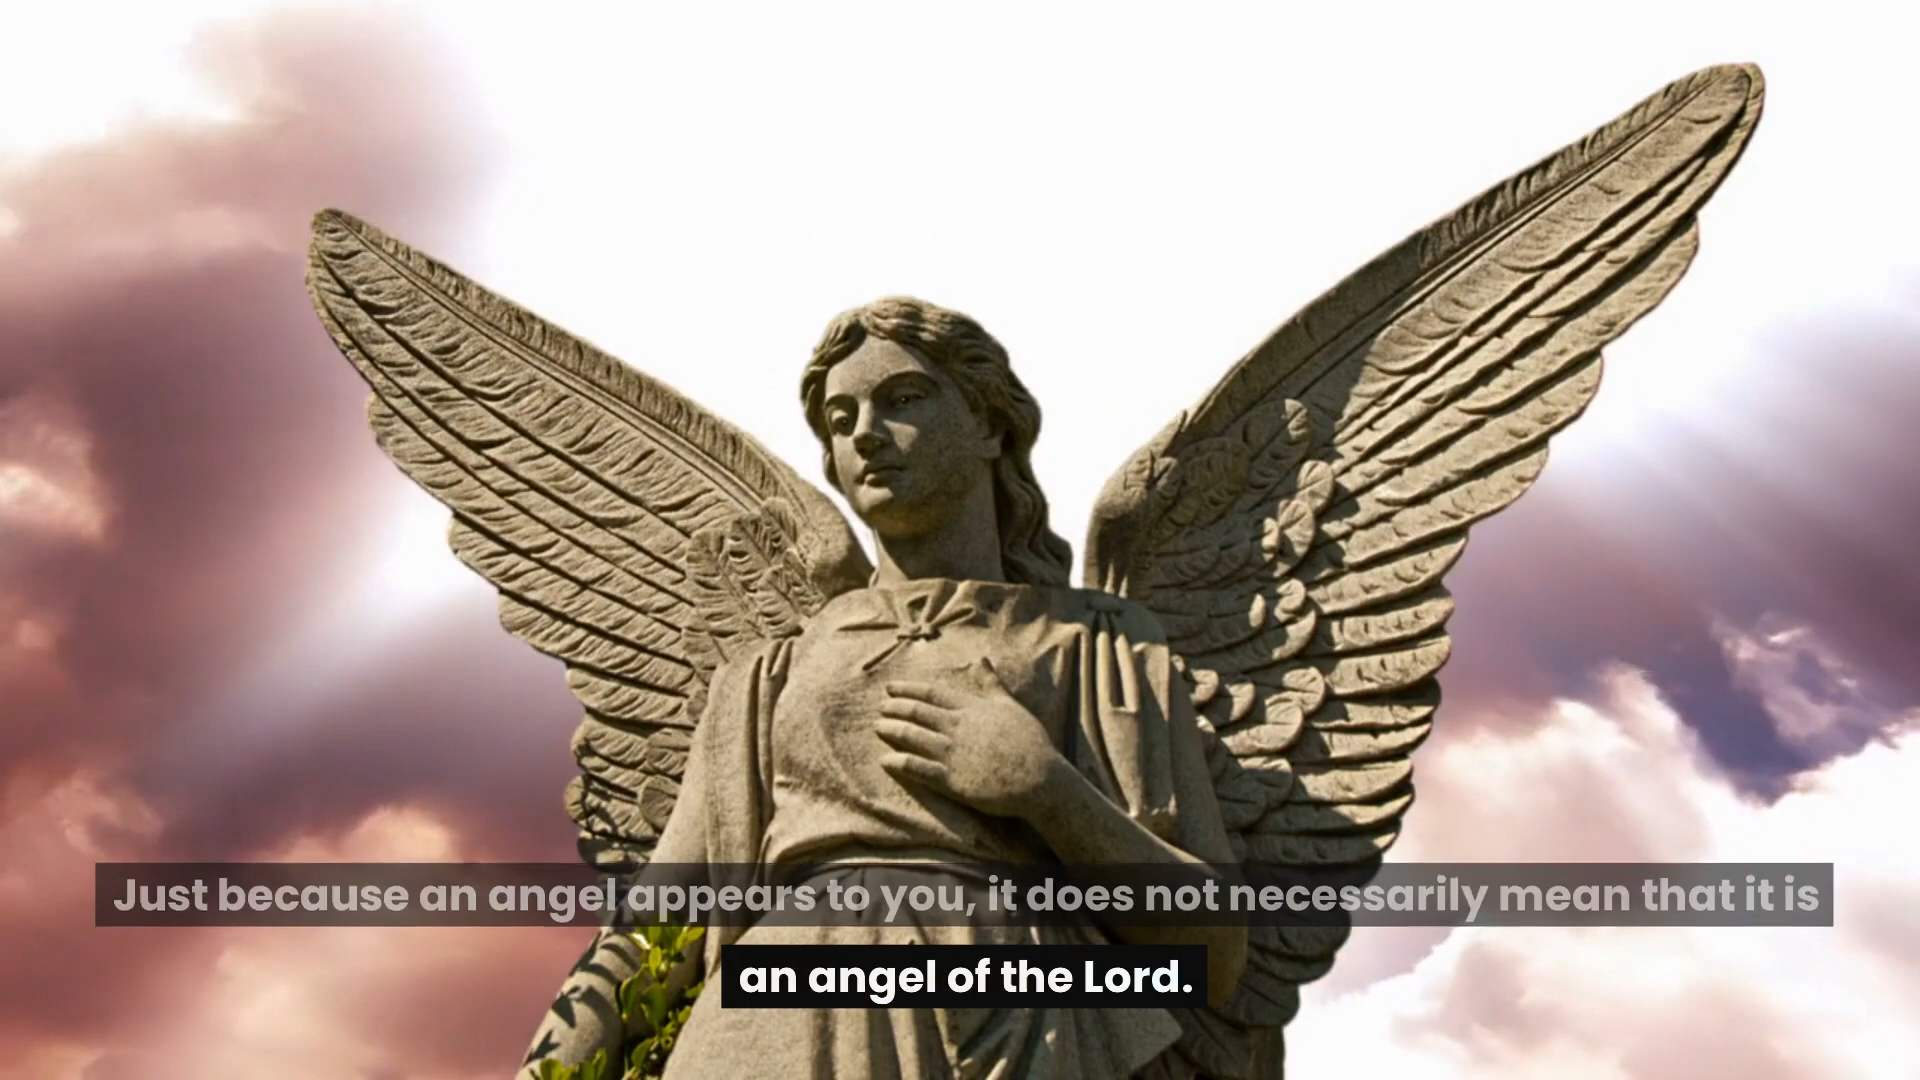 Just because an angel appears to you, it does not necessarily mean that it is
an angel of the Lord.